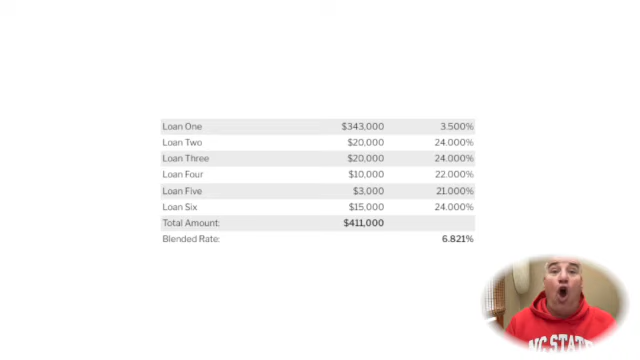 Loan One $343,000 3.500%
Loan Two $20,000 24.000%
Loan Three $20,000 24.000%
Loan Four $10,000 22.000%
Loan Five $3,000 21.000%
Loan Six $15,000 24.000%
Total Amount: $411,000
Blended Rate: 6.821%
NC STATE